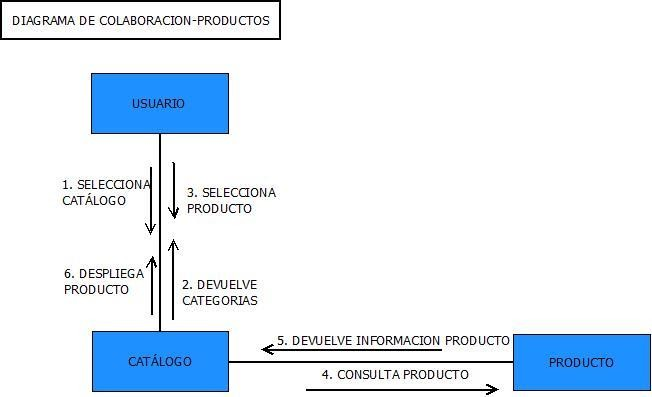 DIAGRAMA DE COLABORACION-PRODUCTOS
USUARIO
1. SELECCIONA
CATÁLOGO
3. SELECCIONA
PRODUCTO
6. DESPLIEGA
PRODUCTO
2. DEVUELVE
CATEGORIAS
5. DEVUELVE INFORMACION PRODUCTO
CATÁLOGO
PRODUCTO
4. CONSULTA PRODUCTO